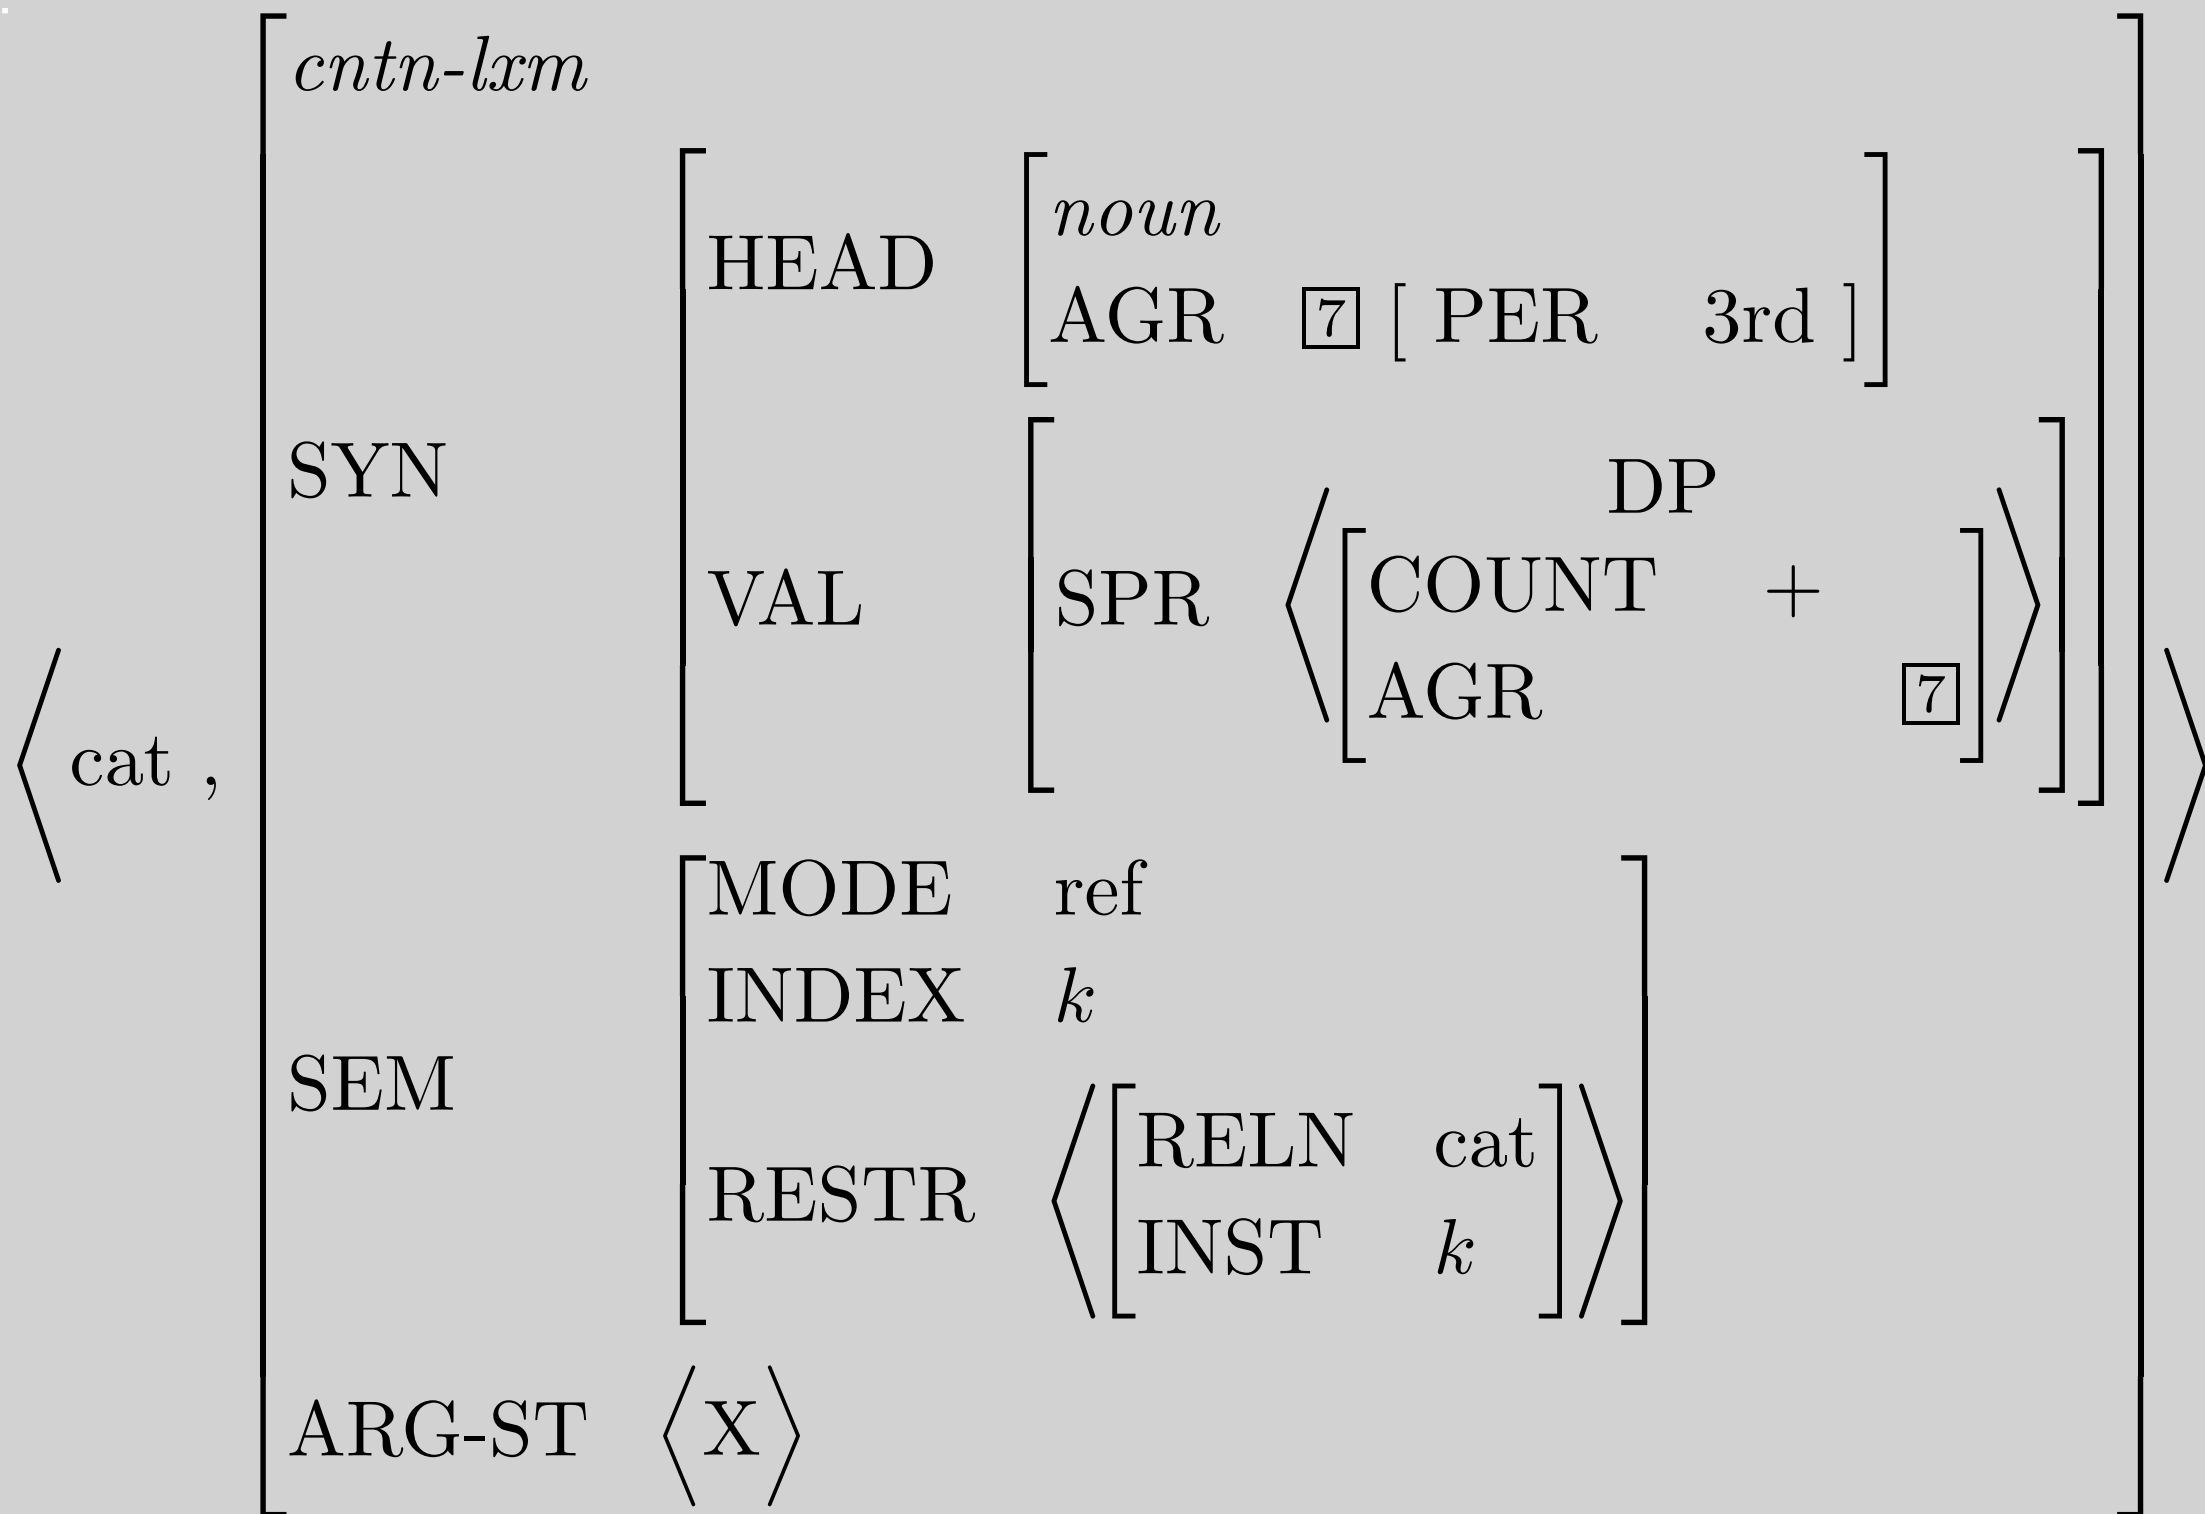 cntn-lxm
noun
HEAD
AGR 7 [ PER 3rd ]
SYN
DP
VAL SPR COUNT +
AGR 7
⟨ cat ,
MODE ref
INDEX k
SEM
RELN cat
RESTR
INST k
ARG-ST ⟨X⟩